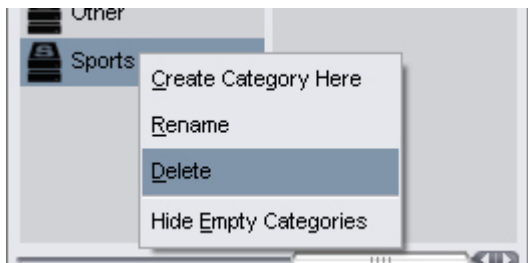 Other
Sports
Create Category Here
Rename
Delete
Hide Empty Categories